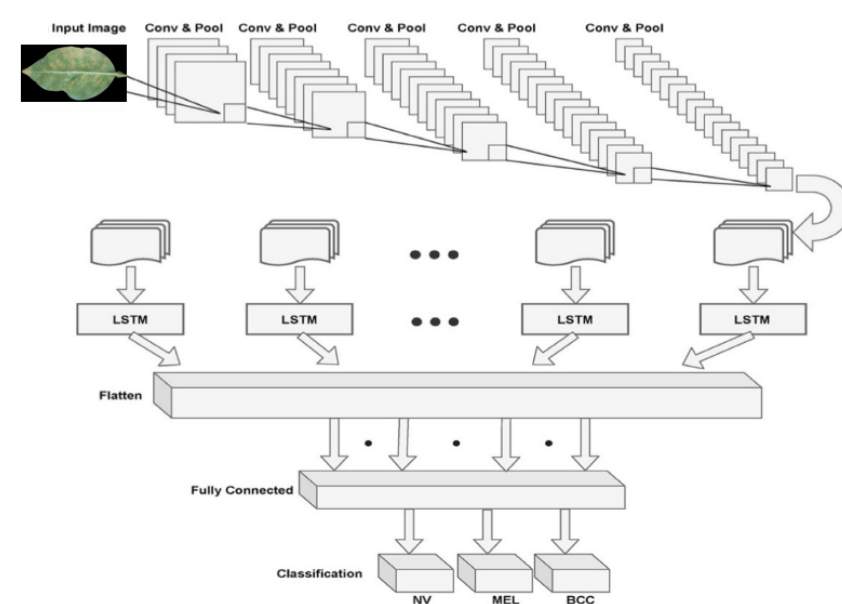 Input Image Conv & Pool Conv & Pool Conv & Pool Conv & Pool Conv & Pool
LSTM LSTM LSTM LSTM
Flatten
Fully Connected
Classification
NV MEL BCC